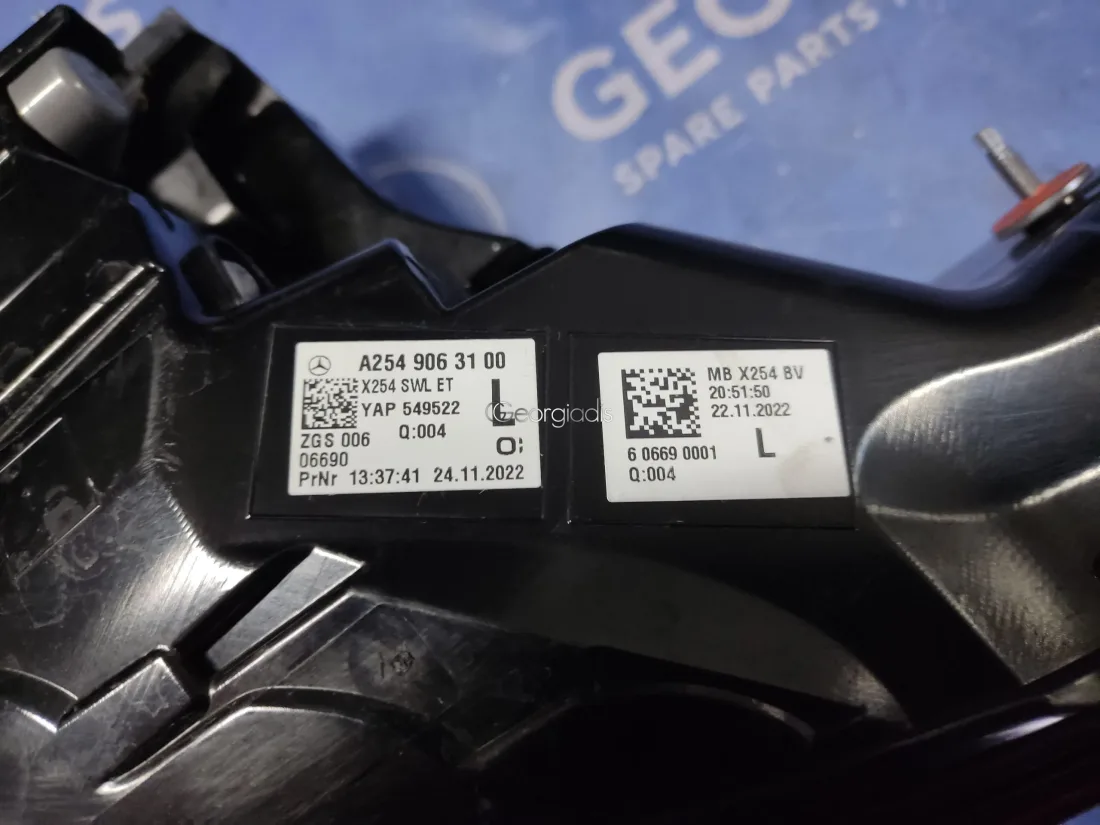 GEO
SPARE PARTS
A254 906 31 00
X254 SWL ET
YAP 549522
L
ZGS 006 Q:004
06690
PrNr 13:37:41 24.11.2022
Georgiadis
MB X254 BV
20:51:50
22.11.2022
6 06690 0001
L
Q:004